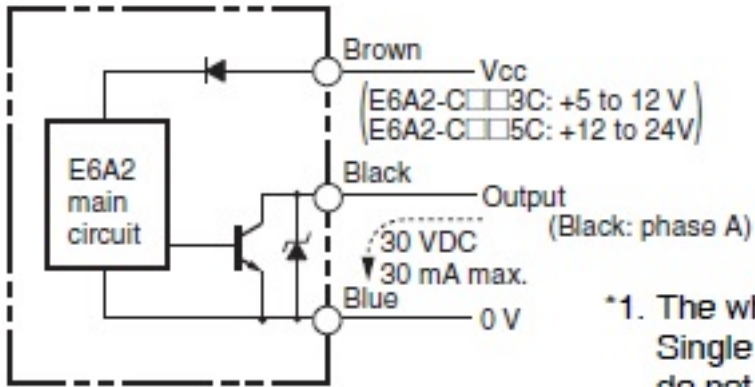 Brown
Vcc
(E6A2-C□□3C: +5 to 12 V)
(E6A2-C□□5C: +12 to 24V)
E6A2
main
circuit
Black
Output
(Black: phase A)
30 VDC
30 mA max.
Blue
0 V
*1. The
Single